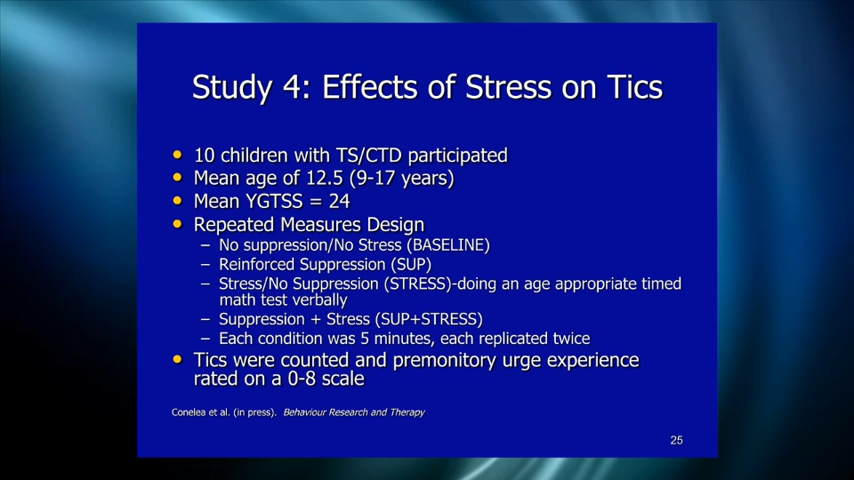 Study 4: Effects of Stress on Tics
• 10 children with TS/CTD participated
• Mean age of 12.5 (9-17 years)
• Mean YGTSS = 24
• Repeated Measures Design
– No suppression/No Stress (BASELINE)
– Reinforced Suppression (SUP)
– Stress/No Suppression (STRESS)-doing an age appropriate timed
math test verbally
– Suppression + Stress (SUP+STRESS)
– Each condition was 5 minutes, each replicated twice
• Tics were counted and premonitory urge experience
rated on a 0-8 scale
Conelea et al. (in press). Behaviour Research and Therapy
25